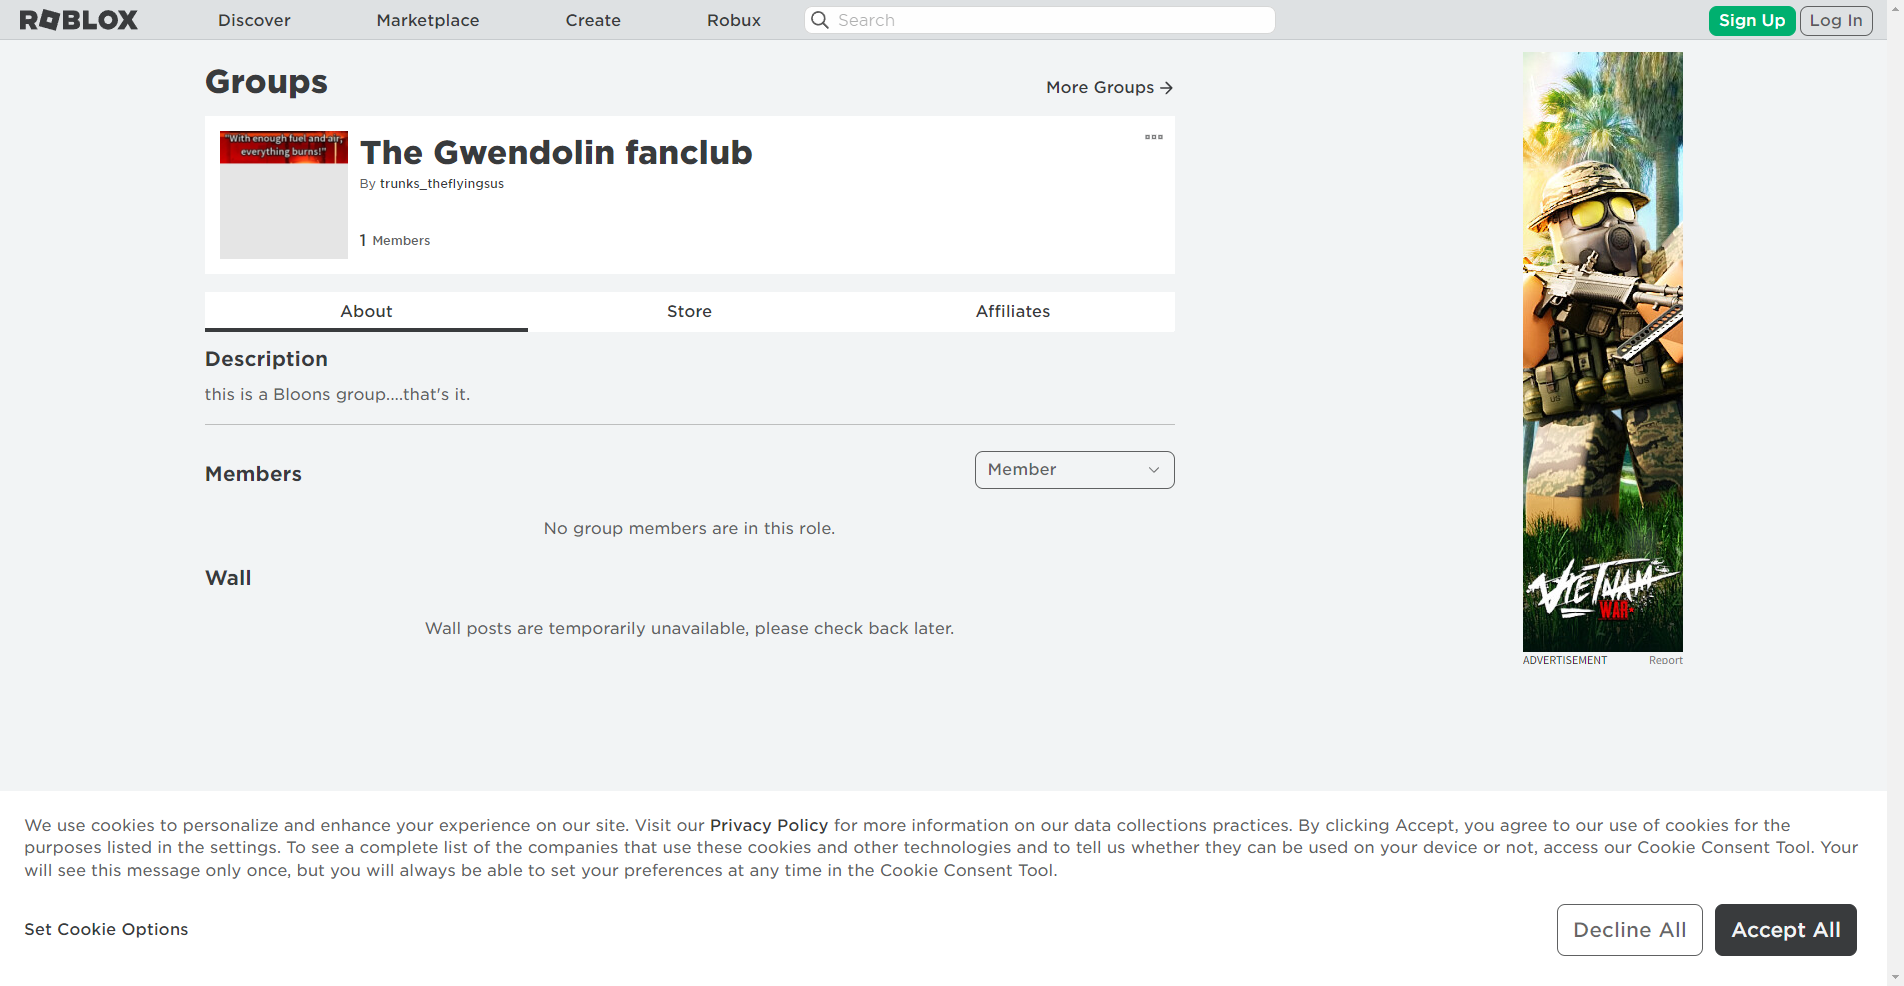 ROBLOX
Discover
Marketplace
Create
Robux
Search
Sign Up
Log In
Groups
More Groups
"With enough fuel and air,
everything burns!"
The Gwendolin fanclub
By trunks_theflyingsus
1 Members
About
Store
Affiliates
Description
this is a Bloons group....that's it.
Members
Member
No group members are in this role.
Wall
Wall posts are temporarily unavailable, please check back later.
US
US
VIETNAM
WAR
ADVERTISEMENT
Report
We use cookies to personalize and enhance your experience on our site. Visit our Privacy Policy for more information on our data collections practices. By clicking Accept, you agree to our use of cookies for the
purposes listed in the settings. To see a complete list of the companies that use these cookies and other technologies and to tell us whether they can be used on your device or not, access our Cookie Consent Tool. Your
will see this message only once, but you will always be able to set your preferences at any time in the Cookie Consent Tool.
Set Cookie Options
Decline All
Accept All